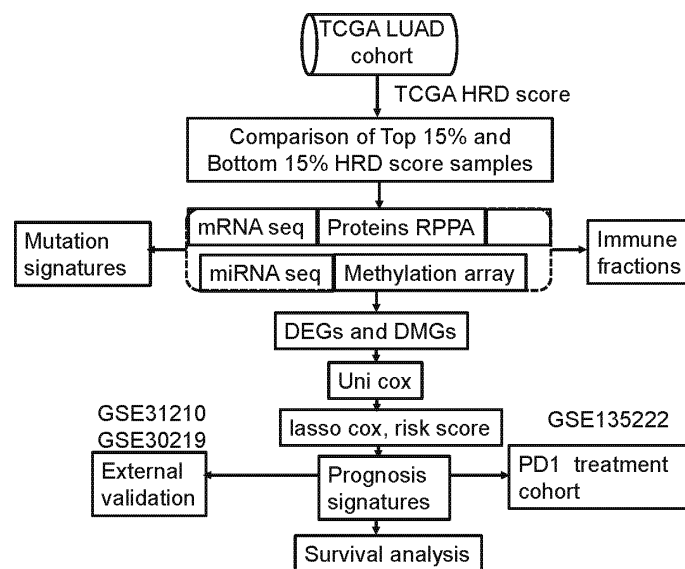 TCGA LUAD
cohort
TCGA HRD score
Comparison of Top 15% and
Bottom 15% HRD score samples
mRNA seq
Proteins RPPA
Mutation
signatures
Immune
fractions
miRNA seq
Methylation array
DEGs and DMGs
Uni cox
GSE31210
GSE30219
lasso cox, risk score
GSE135222
External
validation
Prognosis
signatures
PD1 treatment
cohort
Survival analysis